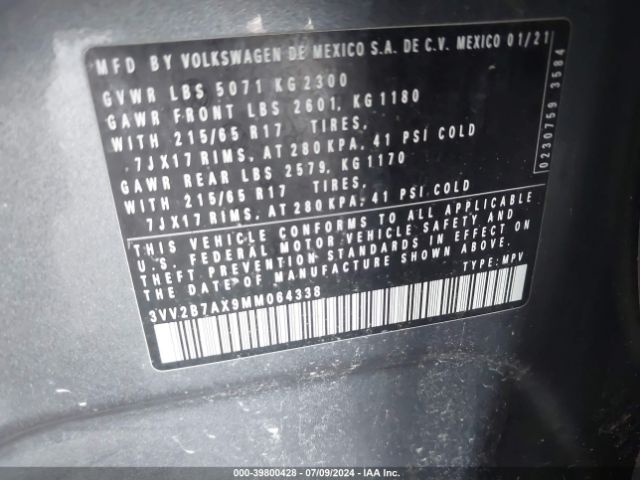 MFD BY VOLKSWAGEN DE MEXICO S.A. DE C.V. MEXICO 01/21
GVWR LBS 5071 KG 2300
GAWR FRONT LBS 2601, KG 1180
WITH 215/65 R17 TIRES,
7JX17 RIMS, AT 280 KPA, 41 PSI COLD
GAWR REAR LBS 2579, KG 1170
WITH 215/65 R17 TIRES,
7JX17 RIMS, AT 280 KPA, 41 PSI COLD
THIS VEHICLE CONFORMS TO ALL APPLICABLE
U.S. FEDERAL MOTOR VEHICLE SAFETY AND
THEFT PREVENTION STANDARDS IN EFFECT ON
THE DATE OF MANUFACTURE SHOWN ABOVE.
3VV2B7AX9MM064338 TYPE: MPV
0230759 3584
000-39800428 - 07/09/2024 - IAA Inc.